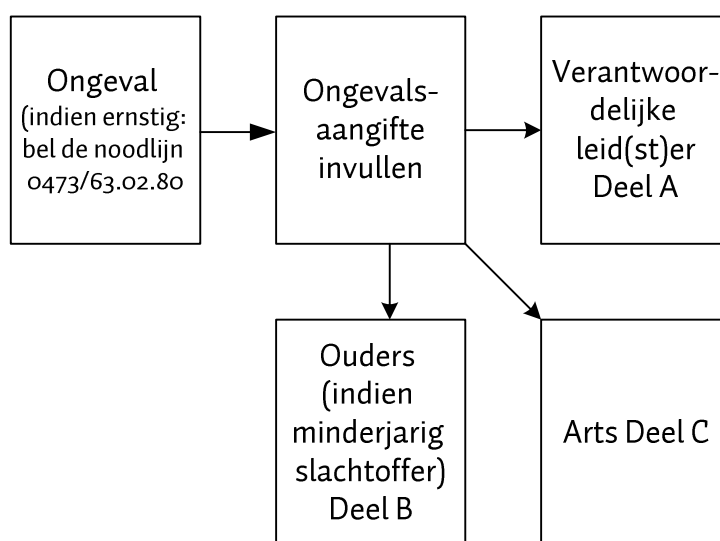 Ongeval
(indien ernstig:
bel de noodlijn
0473/63.02.80
Ongevals-
aangifte
invullen
Verantwoor-
delijke
leid(st)er
Deel A
Ouders
(indien
minderjarig
slachtoffer)
Deel B
Arts Deel C